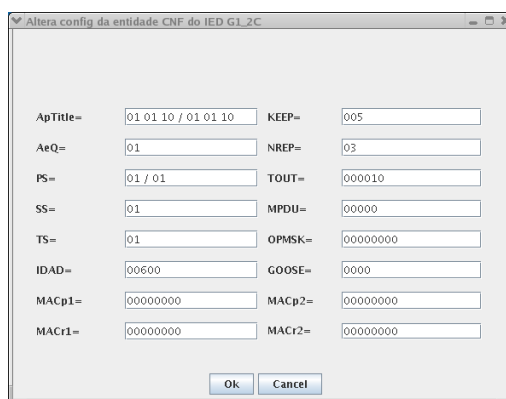 Altera config da entidade CNF do IED G1_2C
ApTitle= 01 01 10 / 01 01 10 KEEP= 005
AeQ= 01 NREP= 03
PS= 01 / 01 TOUT= 000010
SS= 01 MPDU= 00000
TS= 01 OPMSK= 00000000
IDAD= 00600 GOOSE= 0000
MACp1= 00000000 MACp2= 00000000
MACr1= 00000000 MACr2= 00000000
Ok Cancel